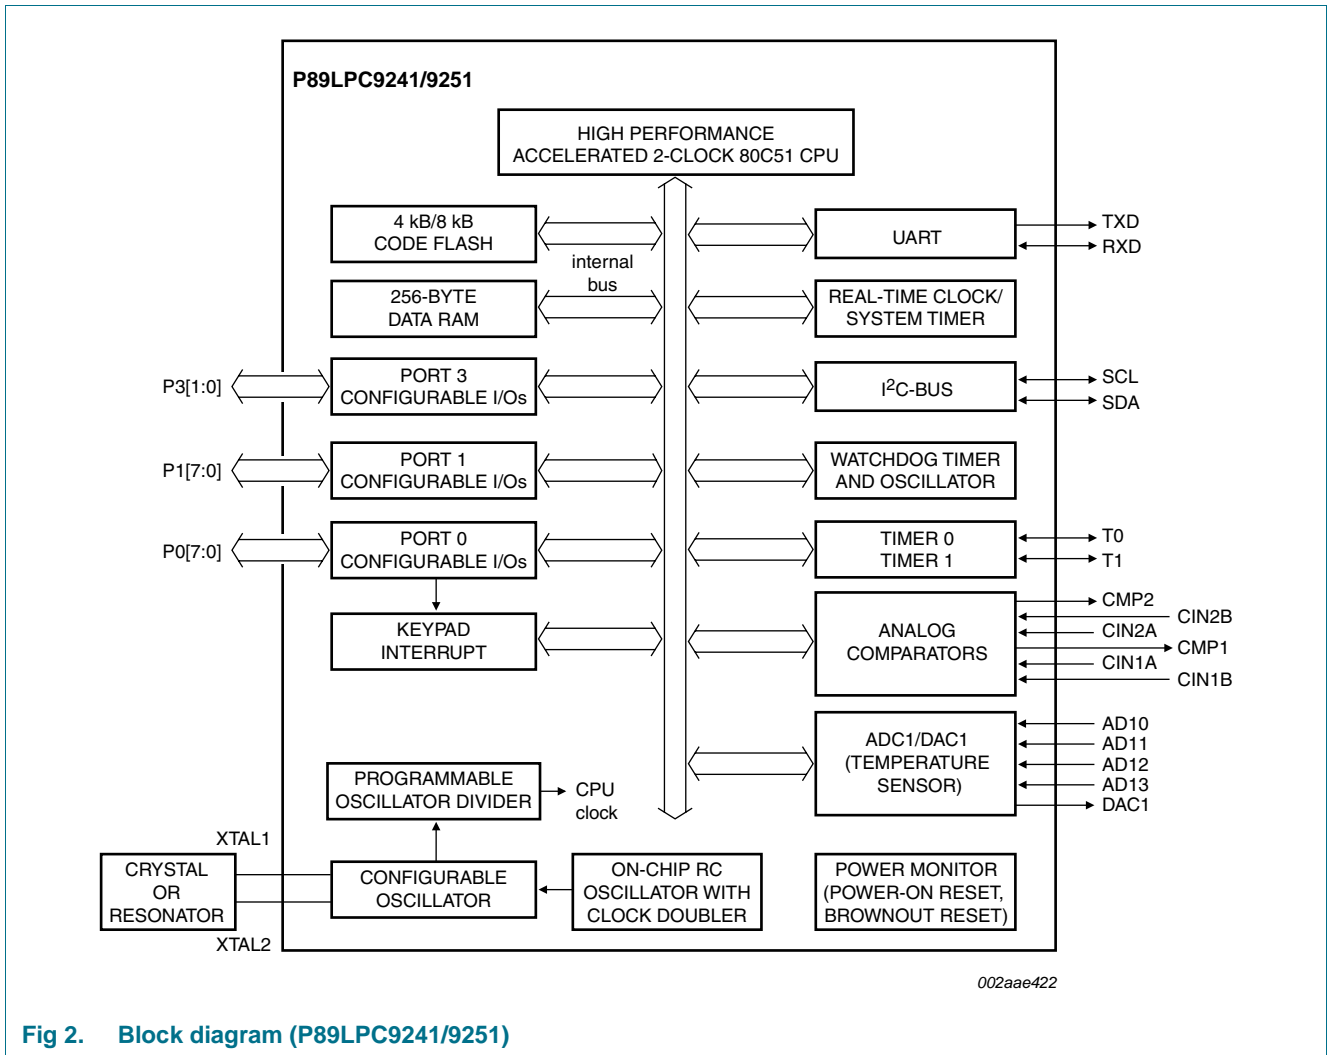 P89LPC9241/9251
HIGH PERFORMANCE
ACCELERATED 2-CLOCK 80C51 CPU
4 kB/8 kB
CODE FLASH
internal
bus
256-BYTE
DATA RAM
P3[1:0]
PORT 3
CONFIGURABLE I/Os
P1[7:0]
PORT 1
CONFIGURABLE I/Os
P0[7:0]
PORT 0
CONFIGURABLE I/Os
KEYPAD
INTERRUPT
PROGRAMMABLE
OSCILLATOR DIVIDER
CPU
clock
XTAL1
CRYSTAL
OR
RESONATOR
XTAL2
CONFIGURABLE
OSCILLATOR
ON-CHIP RC
OSCILLATOR WITH
CLOCK DOUBLER
UART
TXD
RXD
REAL-TIME CLOCK/
SYSTEM TIMER
I2C-BUS
SCL
SDA
WATCHDOG TIMER
AND OSCILLATOR
TIMER 0
TIMER 1
T0
T1
ANALOG
COMPARATORS
CMP2
CIN2B
CIN2A
CMP1
CIN1A
CIN1B
ADC1/DAC1
(TEMPERATURE
SENSOR)
AD10
AD11
AD12
AD13
DAC1
POWER MONITOR
(POWER-ON RESET,
BROWNOUT RESET)
002aae422
Fig 2. Block diagram (P89LPC9241/9251)